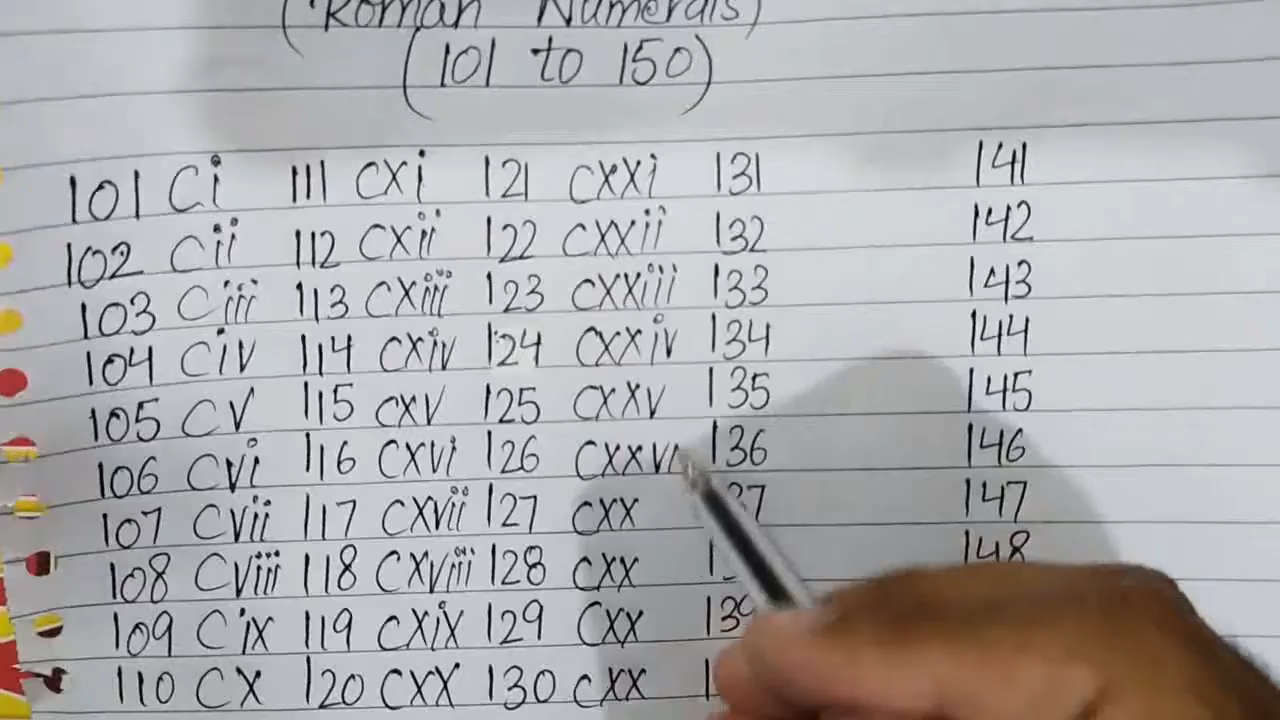 (Roman Numerals)
(101 to 150)
101 Ci 111 CXi 121 CXXi 131 141
102 Cii 112 CXii 122 CXXii 132 142
103 Ciii 113 CXiii 123 CXXiii 133 143
104 Civ 114 CXiv 124 CXXiv 134 144
105 CV 115 CXV 125 CXXV 135 145
106 CVi 116 CXVi 126 CXXVi 136 146
107 CVii 117 CXVii 127 CXX 147
108 CViii 118 CXViii 128 CXX 148
109 Cix 119 CXiX 129 CXX 139
110 CX 120 CXX 130 CXX